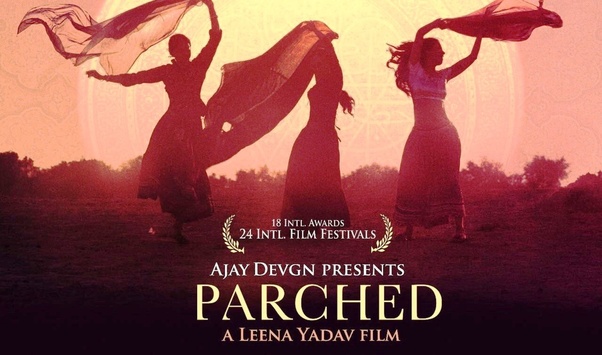 18 INTL. AWARDS
24 INTL. FILM FESTIVALS
AJAY DEVGN PRESENTS
PARCHED
A LEENA YADAV FILM